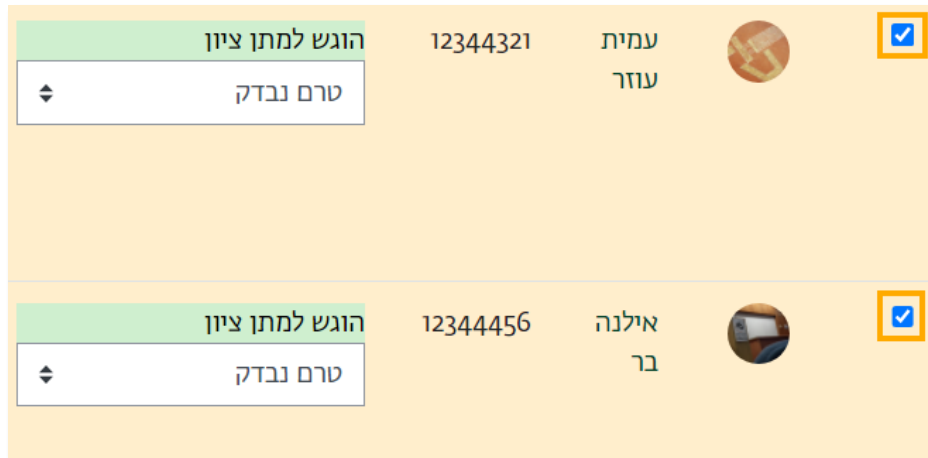 עמית
עוזר
12344321
הוגש למתן ציון
טרם נבדק
אילנה
בר
12344456
הוגש למתן ציון
טרם נבדק